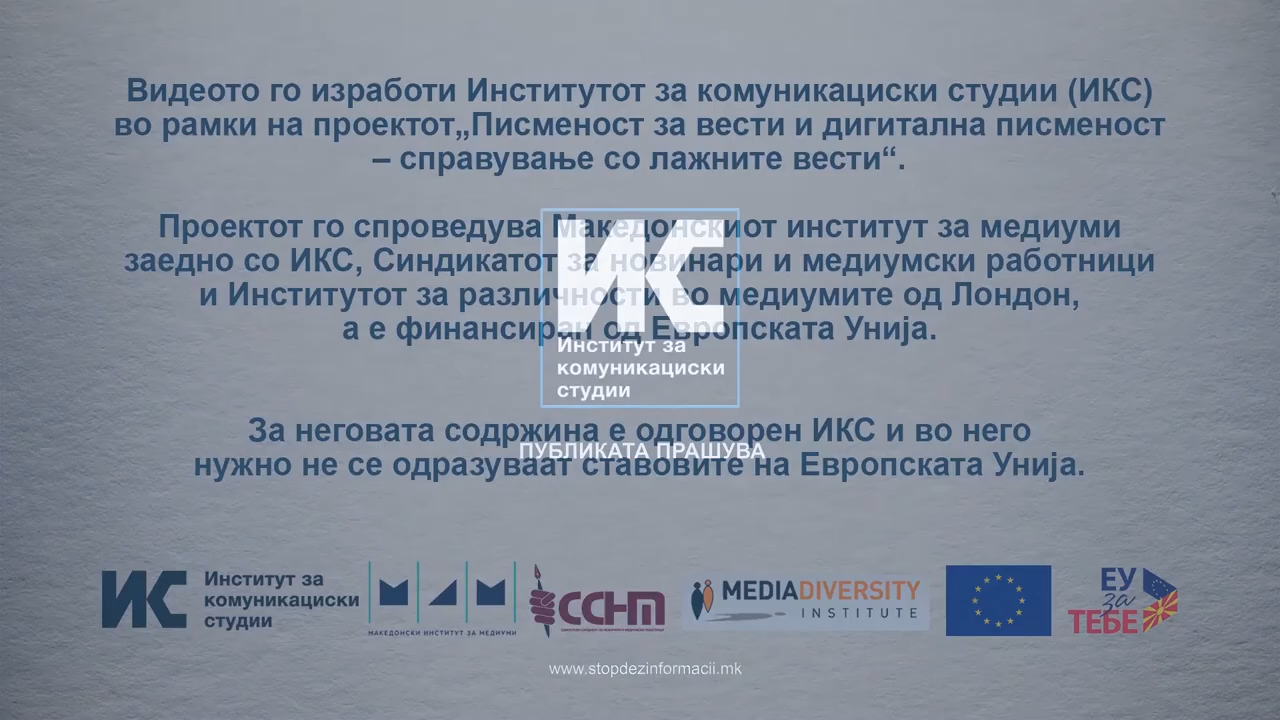 Видеото го изработи Институтот за комуникациски студии (ИКС)
во рамки на проектот„Писменост за вести и дигитална писменост
– справување со лажните вести“.
Проектот го спроведува Македонскиот институт за медиуми
заедно со ИКС, Синдикатот за новинари и медиумски работници
и Институтот за различности во медиумите од Лондон,
а е финансиран од Европската Унија.
ИКС
Институт за
комуникациски
студии
За неговата содржина е одговорен ИКС и во него
ПУБЛИКАТА ПРАШУВА
нужно не се одразуваат ставовите на Европската Унија.
ИКС
Институт за
комуникациски
студии
МИМ
МАКЕДОНСКИ ИНСТИТУТ ЗА МЕДИУМИ
ССНМ
MEDIADIVERSITY
INSTITUTE
ЕУ
за
ТЕБЕ
www.stopdezinformacii.mk